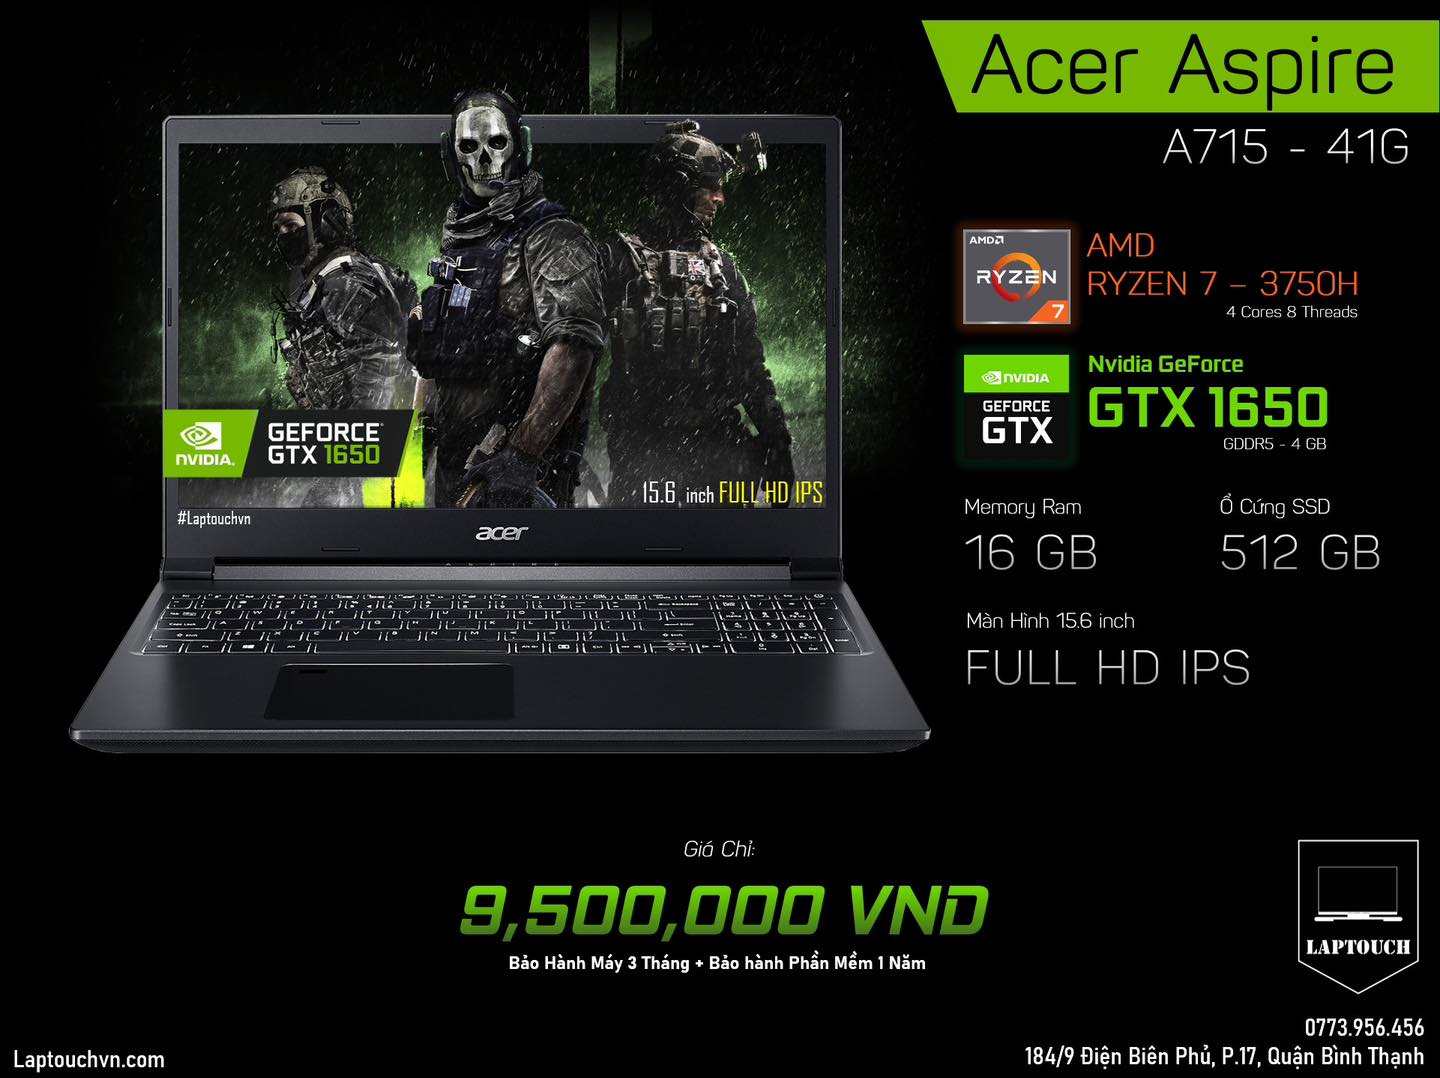 Acer Aspire
A715 - 41G
AMD
RYZEN
7
AMD
RYZEN 7 – 3750H
4 Cores 8 Threads
NVIDIA
GEFORCE
GTX
Nvidia GeForce
GTX 1650
GDDR5 - 4 GB
NVIDIA.
GEFORCE
GTX 1650
15.6 inch FULL HD IPS
#Laptouchvn
acer
ASPIRE
Memory Ram
16 GB
Ổ Cứng SSD
512 GB
Màn Hình 15.6 inch
FULL HD IPS
Giá Chỉ:
9,500,000 VND
Bảo Hành Máy 3 Tháng + Bảo hành Phần Mềm 1 Năm
LAPTOUCH
0773.956.456
184/9 Điện Biên Phủ, P.17, Quận Bình Thạnh
Laptouchvn.com